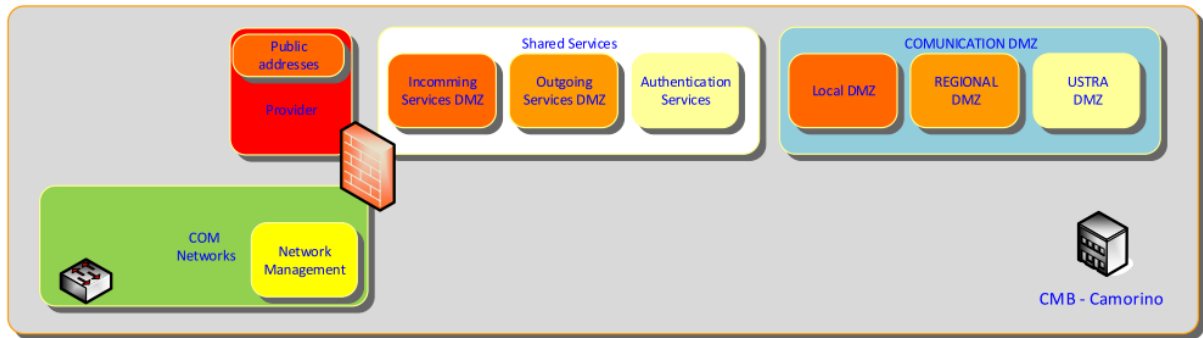 Public
addresses
Provider
Shared Services
Incomming
Services DMZ
Outgoing
Services DMZ
Authentication
Services
COMUNICATION DMZ
Local DMZ
REGIONAL
DMZ
USTRA
DMZ
COM
Networks
Network
Management
CMB - Camorino